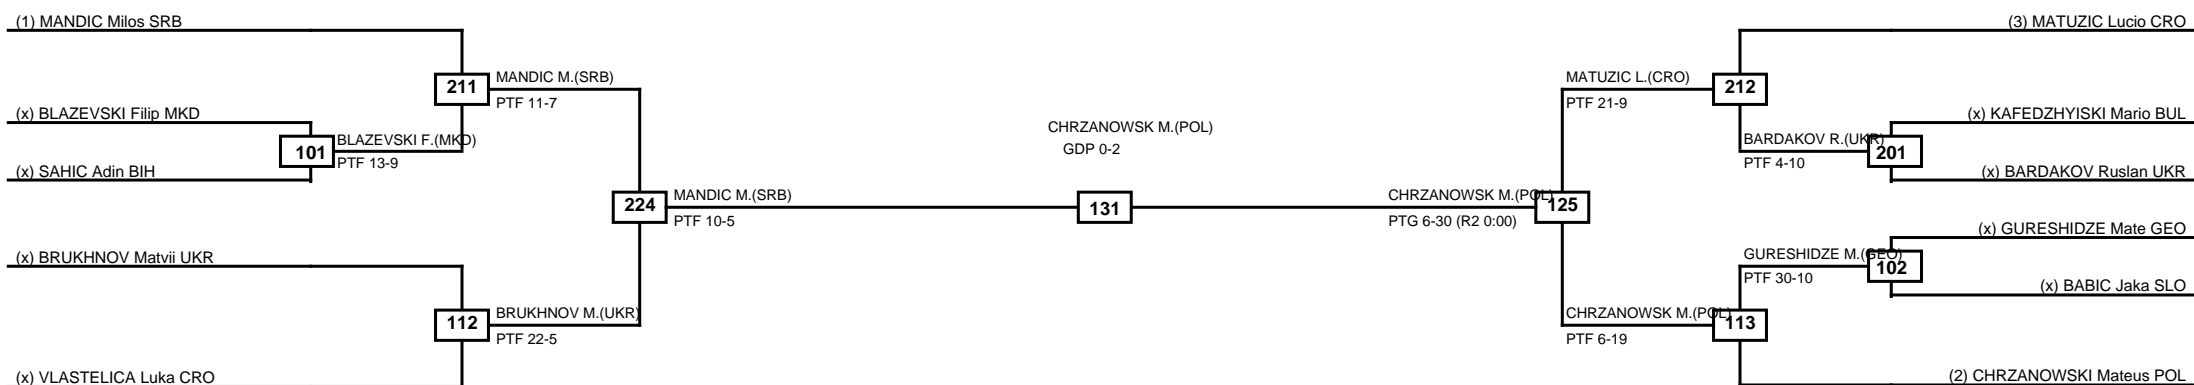 (1) MANDIC Milos SRB
(3) MATUZIC Lucio CRO
211
MANDIC M.(SRB)
PTF 11-7
MATUZIC L.(CRO)
PTF 21-9
212
(x) BLAZEVSKI Filip MKD
(x) KAFEDZHYISKI Mario BUL
101
BLAZEVSKI F.(MKD)
PTF 13-9
CHRZANOWSK M.(POL)
GDP 0-2
BARDAKOV R.(UKR)
PTF 4-10
201
(x) SAHIC Adin BIH
(x) BARDAKOV Ruslan UKR
224
MANDIC M.(SRB)
PTF 10-5
131
CHRZANOWSK M.(POL)
PTG 6-30 (R2 0:00)
125
(x) GURESHIDZE Mate GEO
(x) BRUKHNOV Matvii UKR
GURESHIDZE M.(GEO)
PTF 30-10
102
(x) BABIC Jaka SLO
112
BRUKHNOV M.(UKR)
PTF 22-5
CHRZANOWSK M.(POL)
PTF 6-19
113
(x) VLASTELICA Luka CRO
(2) CHRZANOWSKI Mateus POL